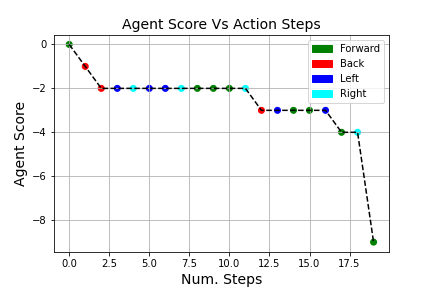 Agent Score Vs Action Steps
Forward
Back
Left
Right
0
−2
−4
−6
−8
Agent Score
0.0 2.5 5.0 7.5 10.0 12.5 15.0 17.5
Num. Steps